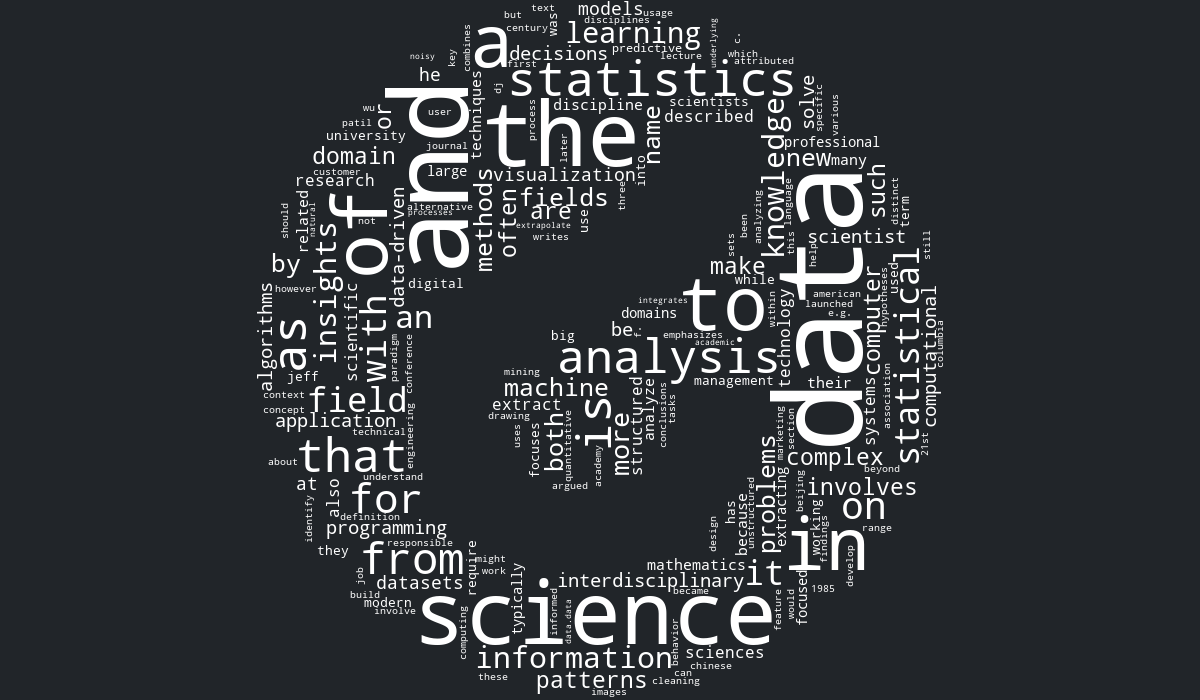 text
models
usage
but
was
disciplines
century
a
learning
underlying
c.
combines
key
noisy
decisions
predictive
lecture
which
attributed
first
he
statistics
dj
techniques
solve
specific
various
and
or
user
wu
patil
university
journal
the
process
later
discipline
scientists
described
name
knowledge
professional
new
many
domain
customer
research
large
visualization
into
three
methods
often
fields
are
use
extrapolate
writes
alternative
processes
data-driven
of
not
related
natural
should
insights
by
however
scientific
with
digital
an
as
algorithms
jeff
paradigm
conference
data
such
distinct
term
still
scientist
help
this
language
analyzing
been
sets
make
while
within
to
integrates
domains
be
big
emphasizes
academic
technology
american
launched
e.g.
computer
hypotheses
used
statistical
computational
columbia
analysis
management
their
mining
machine
extract
drawing
is
uses
focuses
both
quantitative
academy
argued
more
structured
analyze
conclusions
tasks
context
concept
field
application
technical
engineering
about
that
understand
at
identify
also
for
definition
programming
responsible
they
from
job
datasets
build
modern
involve
require
might
work
marketing
section
systems
association
21st
complex
beyond
problems
extracting
beijing
involves
on
range
working
findings
in
develop
design
has
because
unstructured
mathematics
it
interdisciplinary
became
feature
would
focused
1985
science
typically
informed
data.data
computing
information
behavior
sciences
chinese
these
patterns
can
cleaning
images